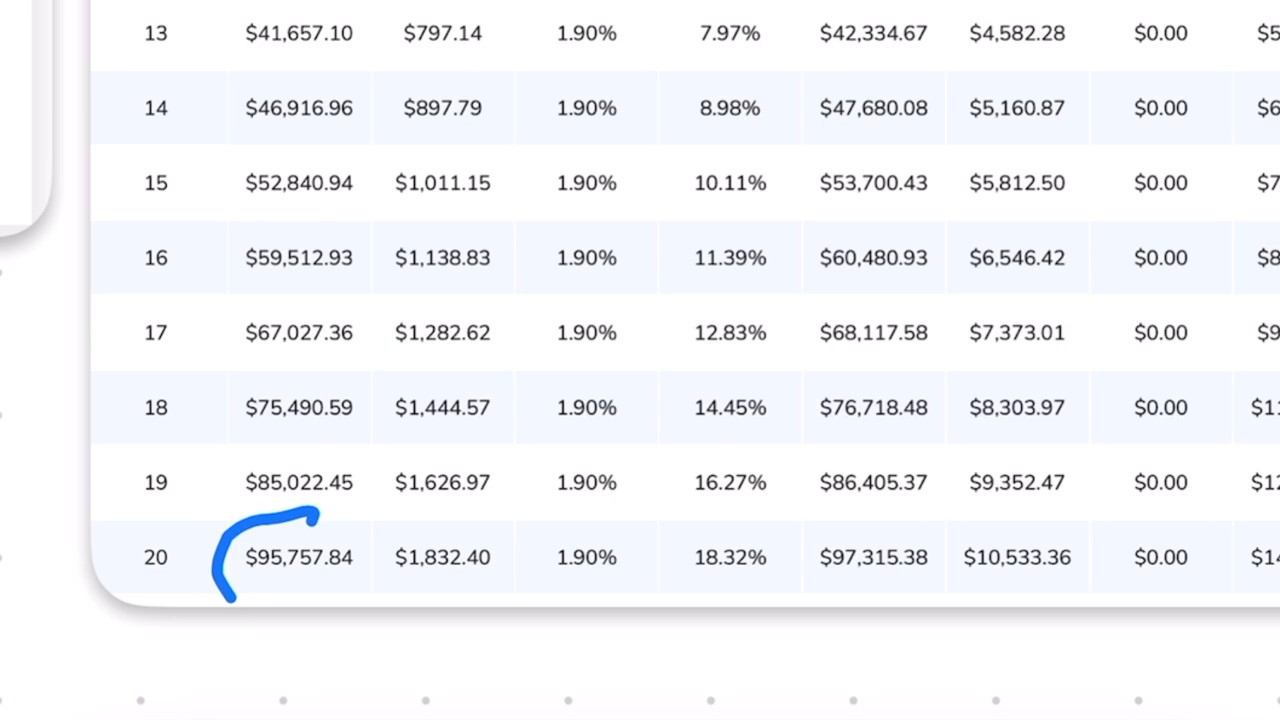 13 $41,657.10 $797.14 1.90% 7.97% $42,334.67 $4,582.28 $0.00
14 $46,916.96 $897.79 1.90% 8.98% $47,680.08 $5,160.87 $0.00
15 $52,840.94 $1,011.15 1.90% 10.11% $53,700.43 $5,812.50 $0.00
16 $59,512.93 $1,138.83 1.90% 11.39% $60,480.93 $6,546.42 $0.00
17 $67,027.36 $1,282.62 1.90% 12.83% $68,117.58 $7,373.01 $0.00
18 $75,490.59 $1,444.57 1.90% 14.45% $76,718.48 $8,303.97 $0.00
19 $85,022.45 $1,626.97 1.90% 16.27% $86,405.37 $9,352.47 $0.00
20 $95,757.84 $1,832.40 1.90% 18.32% $97,315.38 $10,533.36 $0.00